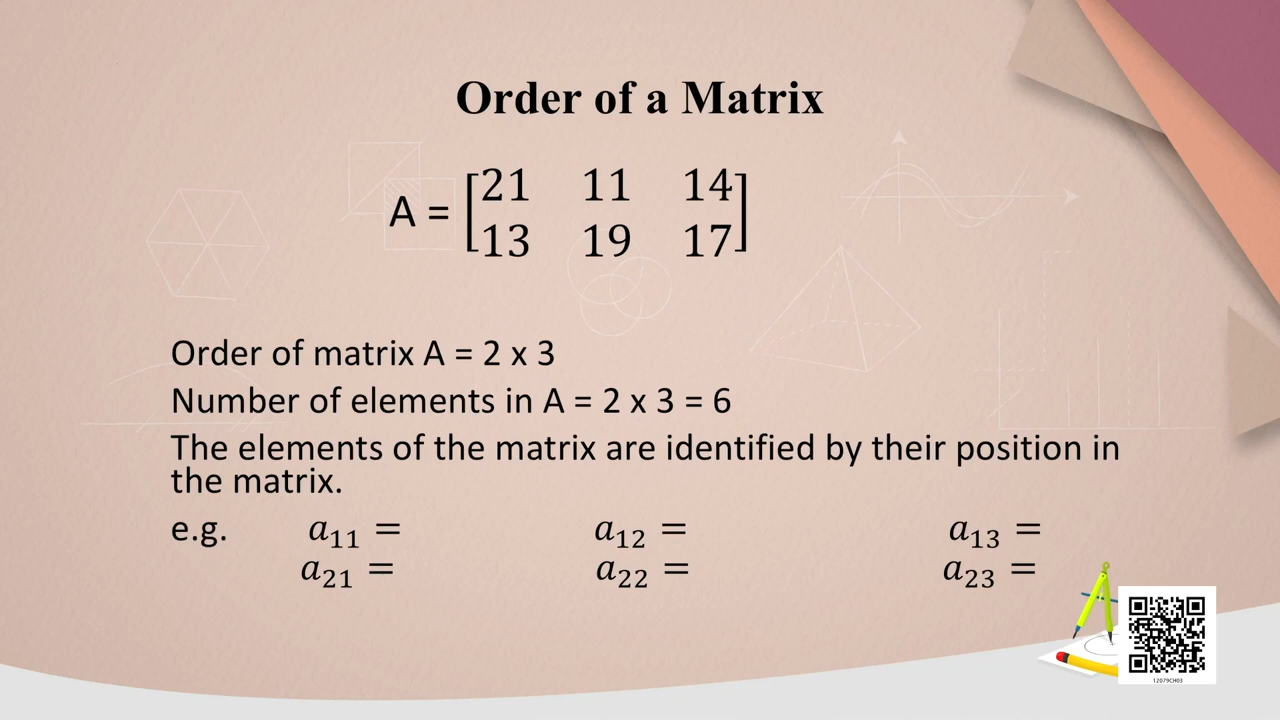 Order of a Matrix
A = [21 11 14
13 19 17]
Order of matrix A = 2 x 3
Number of elements in A = 2 x 3 = 6
The elements of the matrix are identified by their position in
the matrix.
e.g. a₁₁ = a₁₂ = a₁₃ =
a₂₁ = a₂₂ = a₂₃ =
12079CH03